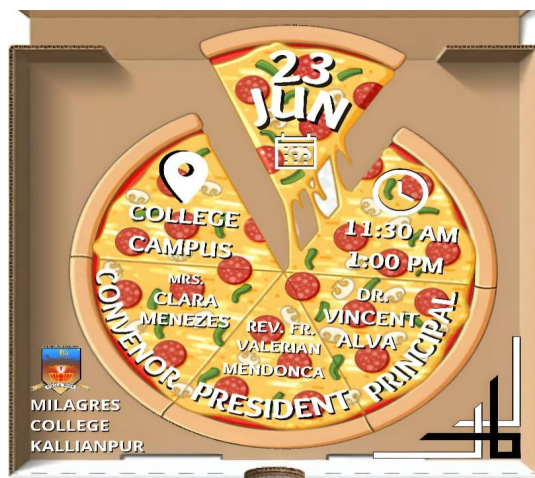 23
JUN
COLLEGE
CAMPUS
11:30 AM
1:00 PM
MRS.
CLARA
MENEZES
REV. FR.
VALERIAN
MENDONCA
DR.
VINCENT
ALVA
CONVENOR
PRESIDENT
PRINCIPAL
MILAGRES
COLLEGE
KALLIANPUR